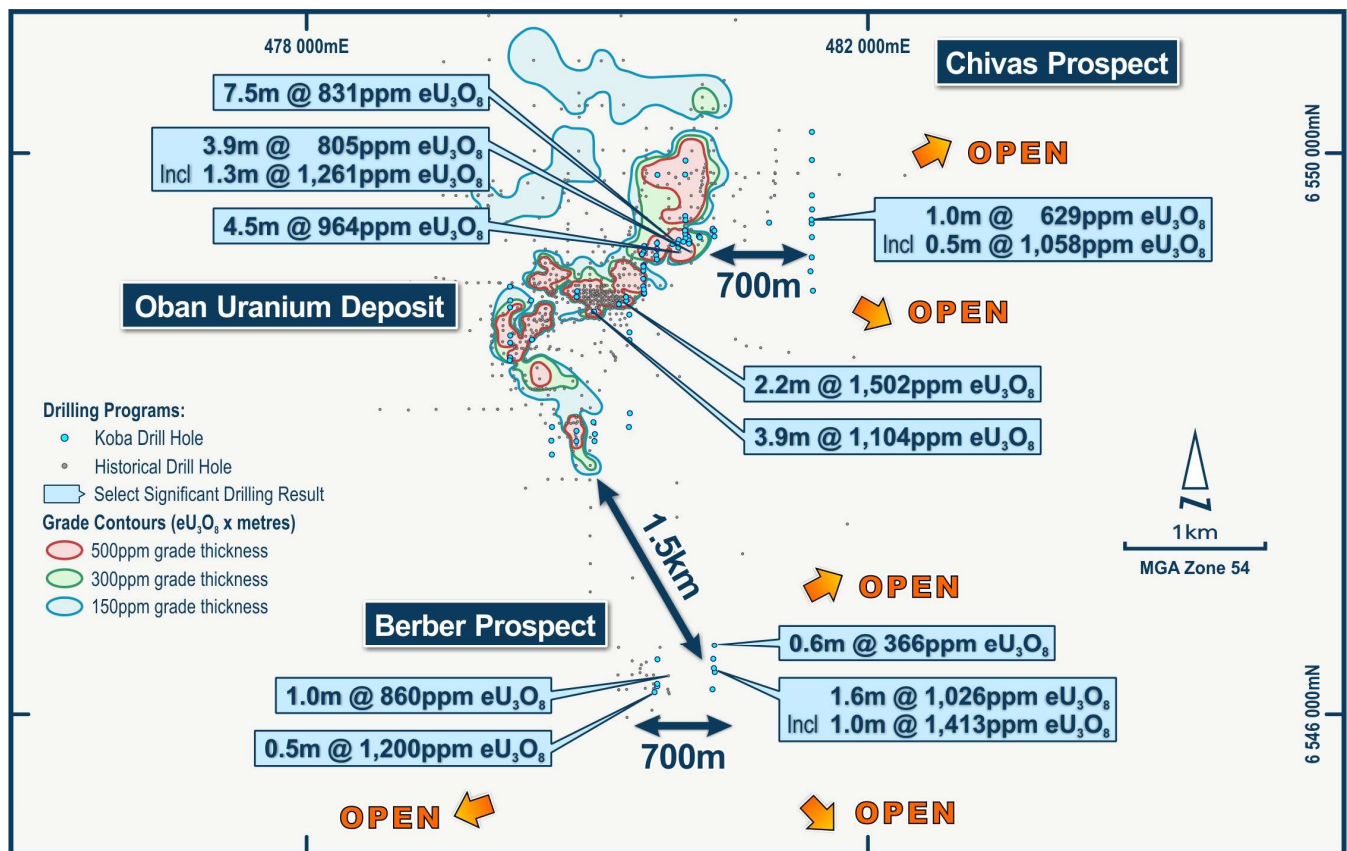 478 000mE
482 000mE
Chivas Prospect
7.5m @ 831ppm eU₃O₈
3.9m @ 805ppm eU₃O₈
Incl 1.3m @ 1,261ppm eU₃O₈
4.5m @ 964ppm eU₃O₈
OPEN
6 550 000mN
1.0m @ 629ppm eU₃O₈
Incl 0.5m @ 1,058ppm eU₃O₈
700m
Oban Uranium Deposit
OPEN
2.2m @ 1,502ppm eU₃O₈
3.9m @ 1,104ppm eU₃O₈
Drilling Programs:
Koba Drill Hole
Historical Drill Hole
Select Significant Drilling Result
Grade Contours (eU₃O₈ x metres)
500ppm grade thickness
300ppm grade thickness
150ppm grade thickness
1.5km
N
1km
MGA Zone 54
OPEN
Berber Prospect
0.6m @ 366ppm eU₃O₈
1.0m @ 860ppm eU₃O₈
1.6m @ 1,026ppm eU₃O₈
Incl 1.0m @ 1,413ppm eU₃O₈
0.5m @ 1,200ppm eU₃O₈
700m
6 546 000mN
OPEN
OPEN